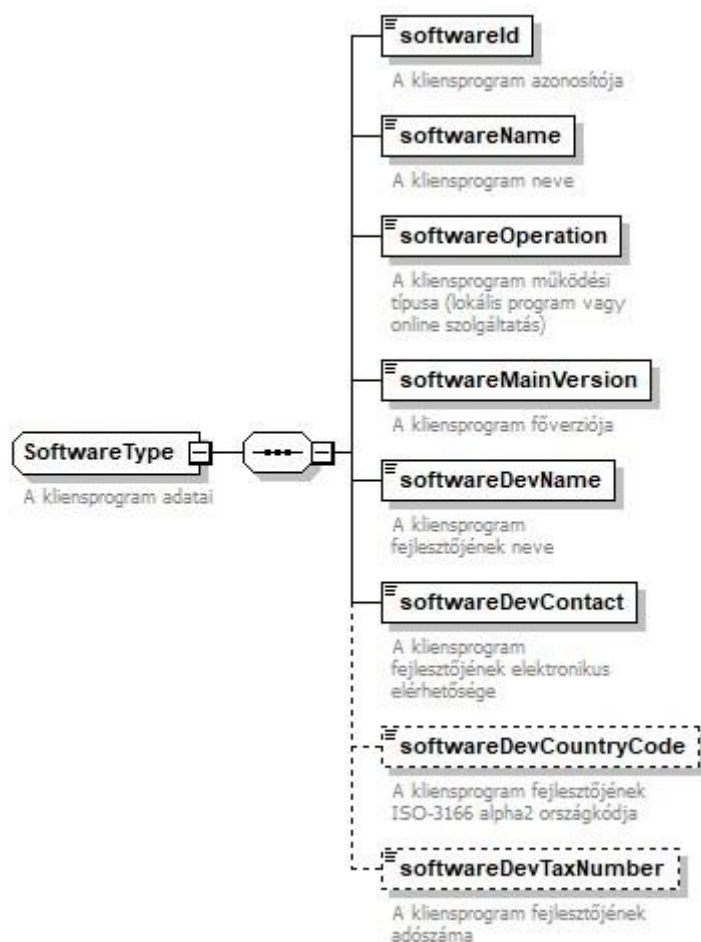 softwareId
A kliensprogram azonosítója
softwareName
A kliensprogram neve
softwareOperation
A kliensprogram működési
típusa (lokális program vagy
online szolgáltatás)
softwareMainVersion
A kliensprogram főverziója
SoftwareType
A kliensprogram adatai
softwareDevName
A kliensprogram
fejlesztőjének neve
softwareDevContact
A kliensprogram
fejlesztőjének elektronikus
elérhetősége
softwareDevCountryCode
A kliensprogram fejlesztőjének
ISO-3166 alpha2 országkódja
softwareDevTaxNumber
A kliensprogram fejlesztőjének
adószáma